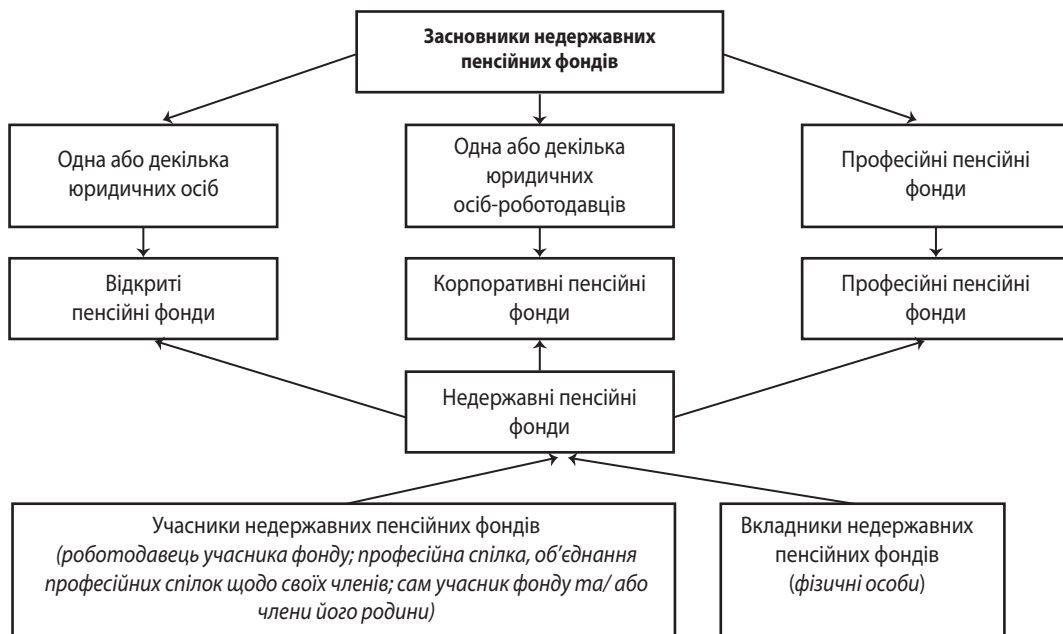 Засновники недержавних
пенсійних фондів
Одна або декілька
юридичних осіб
Одна або декілька
юридичних
осіб-роботодавців
Професійні пенсійні
фонди
Відкриті
пенсійні фонди
Корпоративні пенсійні
фонди
Професійні пенсійні
фонди
Недержавні пенсійні
фонди
Учасники недержавних пенсійних фондів
(роботодавець учасника фонду; професійна спілка, об’єднання
професійних спілок щодо своїх членів; сам учасник фонду та/ або
члени його родини)
Вкладники недержавних
пенсійних фондів
(фізичні особи)